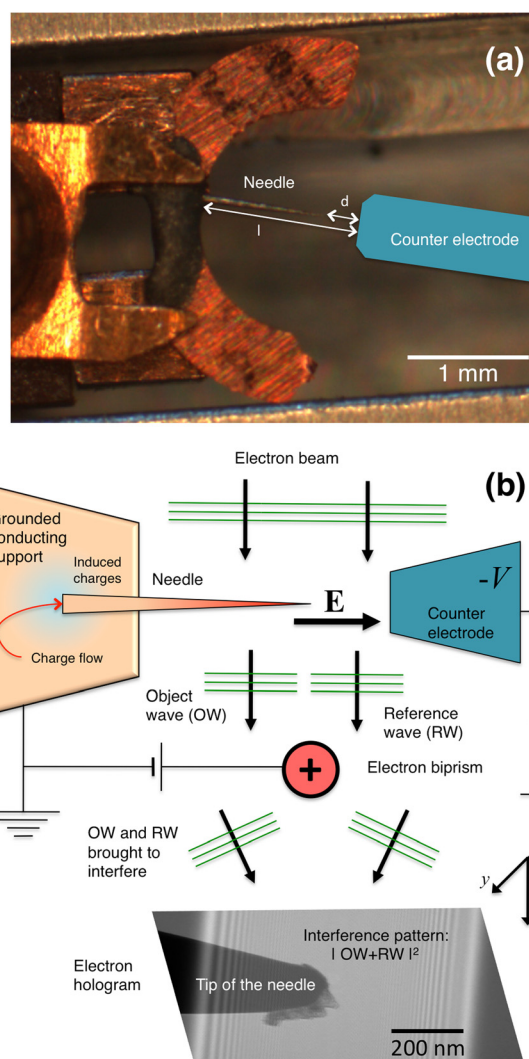 (a)
Needle
d
l
Counter electrode
1 mm
Electron beam
(b)
rounded
onducting
upport
Induced
charges
Needle
E
-V
Counter
electrode
Charge flow
Object
wave (OW)
Reference
wave (RW)
+
Electron biprism
OW and RW
brought to
interfere
y
Interference pattern:
| OW+RW |²
Electron
hologram
Tip of the needle
200 nm